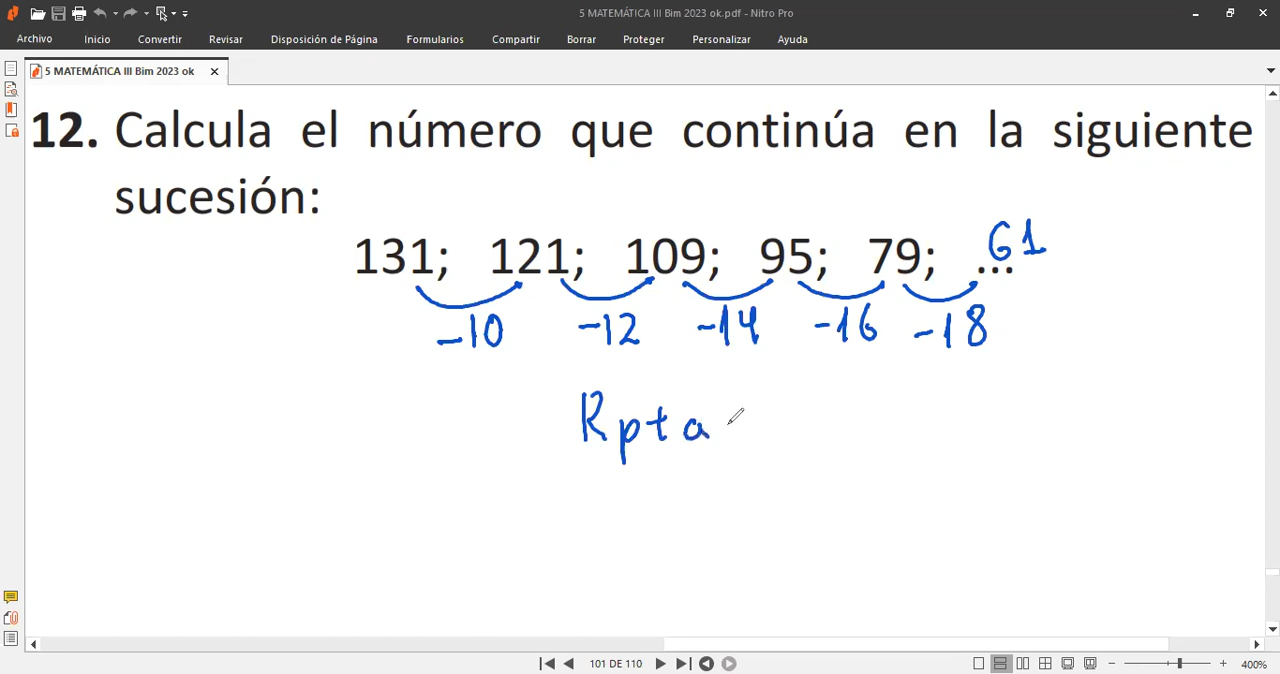 5 MATEMÁTICA III Bim 2023 ok.pdf - Nitro Pro
Archivo Inicio Convertir Revisar Disposición de Página Formularios Compartir Borrar Proteger Personalizar Ayuda
5 MATEMÁTICA III Bim 2023 ok
12. Calcula el número que continúa en la siguiente
sucesión:
131; 121; 109; 95; 79; ... 61
-10 -12 -14 -16 -18
Rpta
101 DE 110
400%